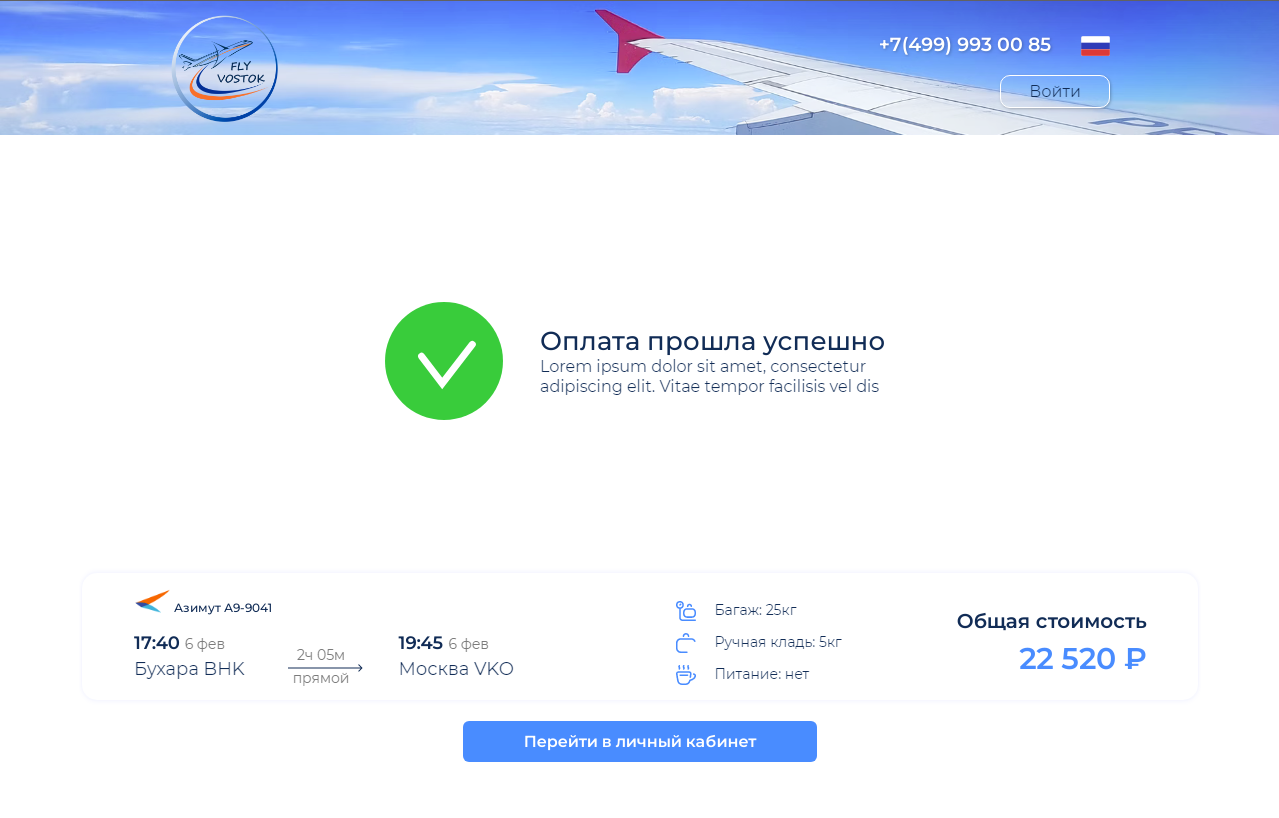 FLY
VOSTOK
+7(499) 993 00 85
Войти
Оплата прошла успешно
Lorem ipsum dolor sit amet, consectetur
adipiscing elit. Vitae tempor facilisis vel dis
Азимут A9-9041
17:40 6 фев
Бухара BHK
2ч 05м
прямой
19:45 6 фев
Москва VKO
Багаж: 25кг
Ручная кладь: 5кг
Питание: нет
Общая стоимость
22 520 ₽
Перейти в личный кабинет